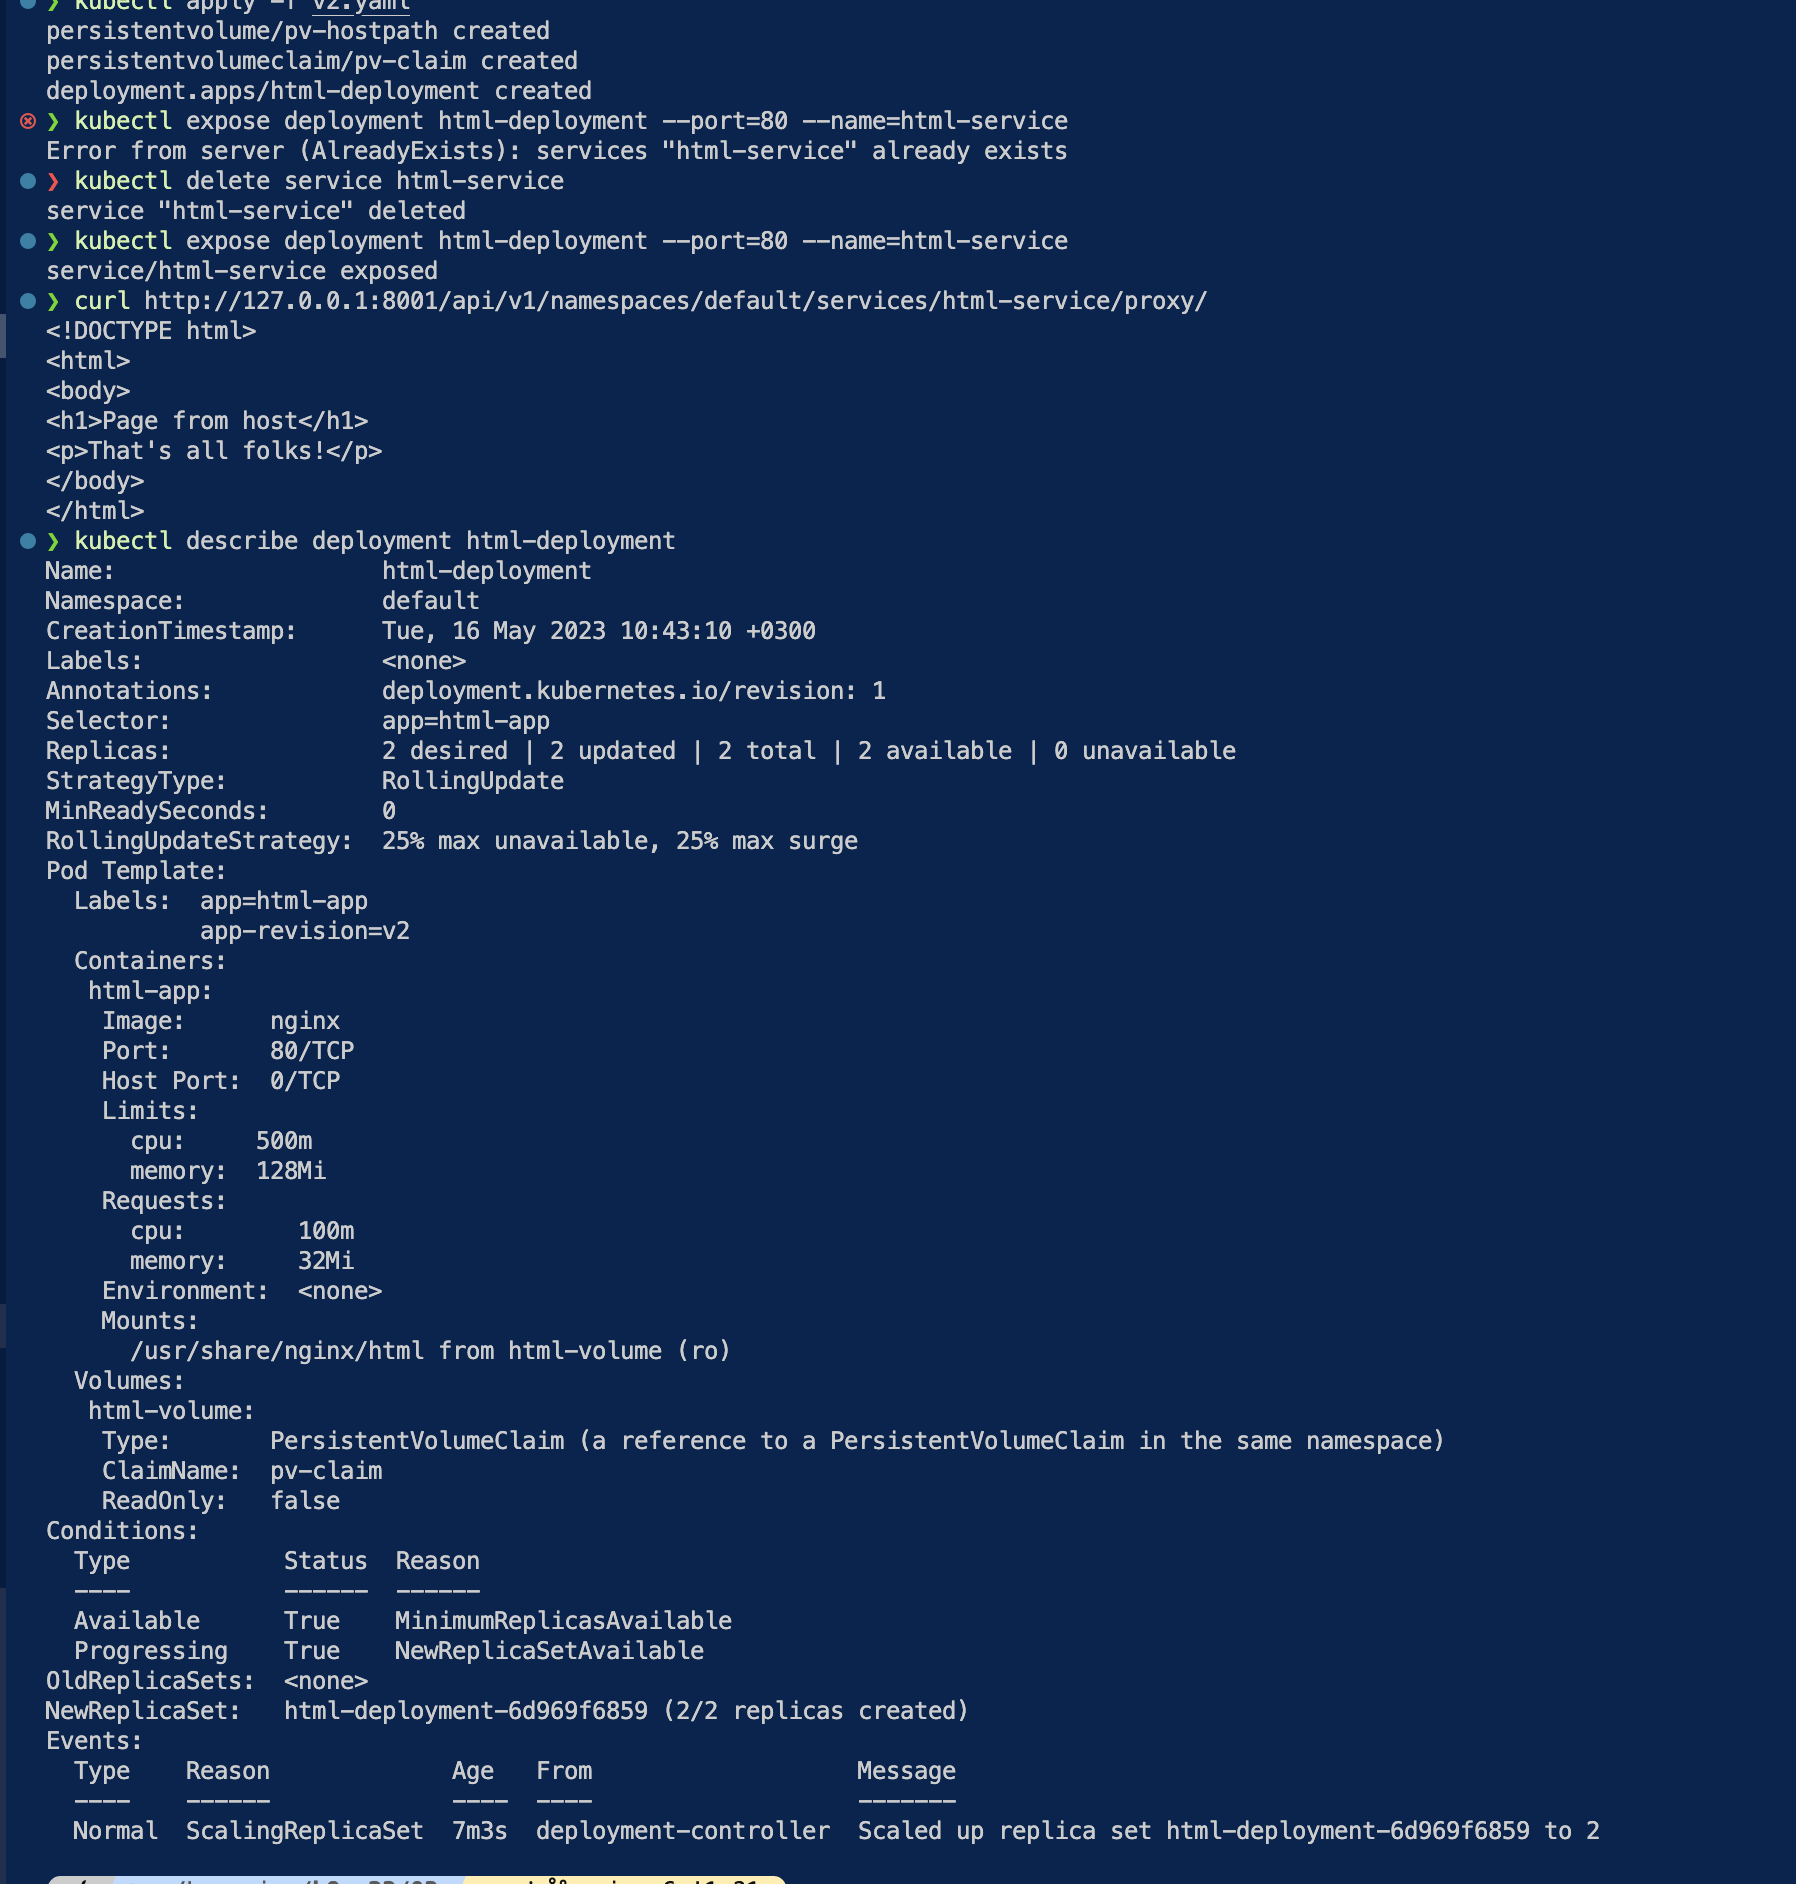 ❯ kubectl apply -f v2.yaml
persistentvolume/pv-hostpath created
persistentvolumeclaim/pv-claim created
deployment.apps/html-deployment created
❯ kubectl expose deployment html-deployment --port=80 --name=html-service
Error from server (AlreadyExists): services "html-service" already exists
❯ kubectl delete service html-service
service "html-service" deleted
❯ kubectl expose deployment html-deployment --port=80 --name=html-service
service/html-service exposed
❯ curl http://127.0.0.1:8001/api/v1/namespaces/default/services/html-service/proxy/
<!DOCTYPE html>
<html>
<body>
<h1>Page from host</h1>
<p>That's all folks!</p>
</body>
</html>
❯ kubectl describe deployment html-deployment
Name:                   html-deployment
Namespace:              default
CreationTimestamp:      Tue, 16 May 2023 10:43:10 +0300
Labels:                 <none>
Annotations:            deployment.kubernetes.io/revision: 1
Selector:               app=html-app
Replicas:               2 desired | 2 updated | 2 total | 2 available | 0 unavailable
StrategyType:           RollingUpdate
MinReadySeconds:        0
RollingUpdateStrategy:  25% max unavailable, 25% max surge
Pod Template:
  Labels:  app=html-app
           app-revision=v2
  Containers:
   html-app:
    Image:      nginx
    Port:       80/TCP
    Host Port:  0/TCP
    Limits:
      cpu:     500m
      memory:  128Mi
    Requests:
      cpu:        100m
      memory:     32Mi
    Environment:  <none>
    Mounts:
      /usr/share/nginx/html from html-volume (ro)
  Volumes:
   html-volume:
    Type:       PersistentVolumeClaim (a reference to a PersistentVolumeClaim in the same namespace)
    ClaimName:  pv-claim
    ReadOnly:   false
Conditions:
  Type           Status  Reason
  ----           ------  ------
  Available      True    MinimumReplicasAvailable
  Progressing    True    NewReplicaSetAvailable
OldReplicaSets:  <none>
NewReplicaSet:   html-deployment-6d969f6859 (2/2 replicas created)
Events:
  Type    Reason             Age   From                   Message
  ----    ------             ----  ----                   -------
  Normal  ScalingReplicaSet  7m3s  deployment-controller  Scaled up replica set html-deployment-6d969f6859 to 2